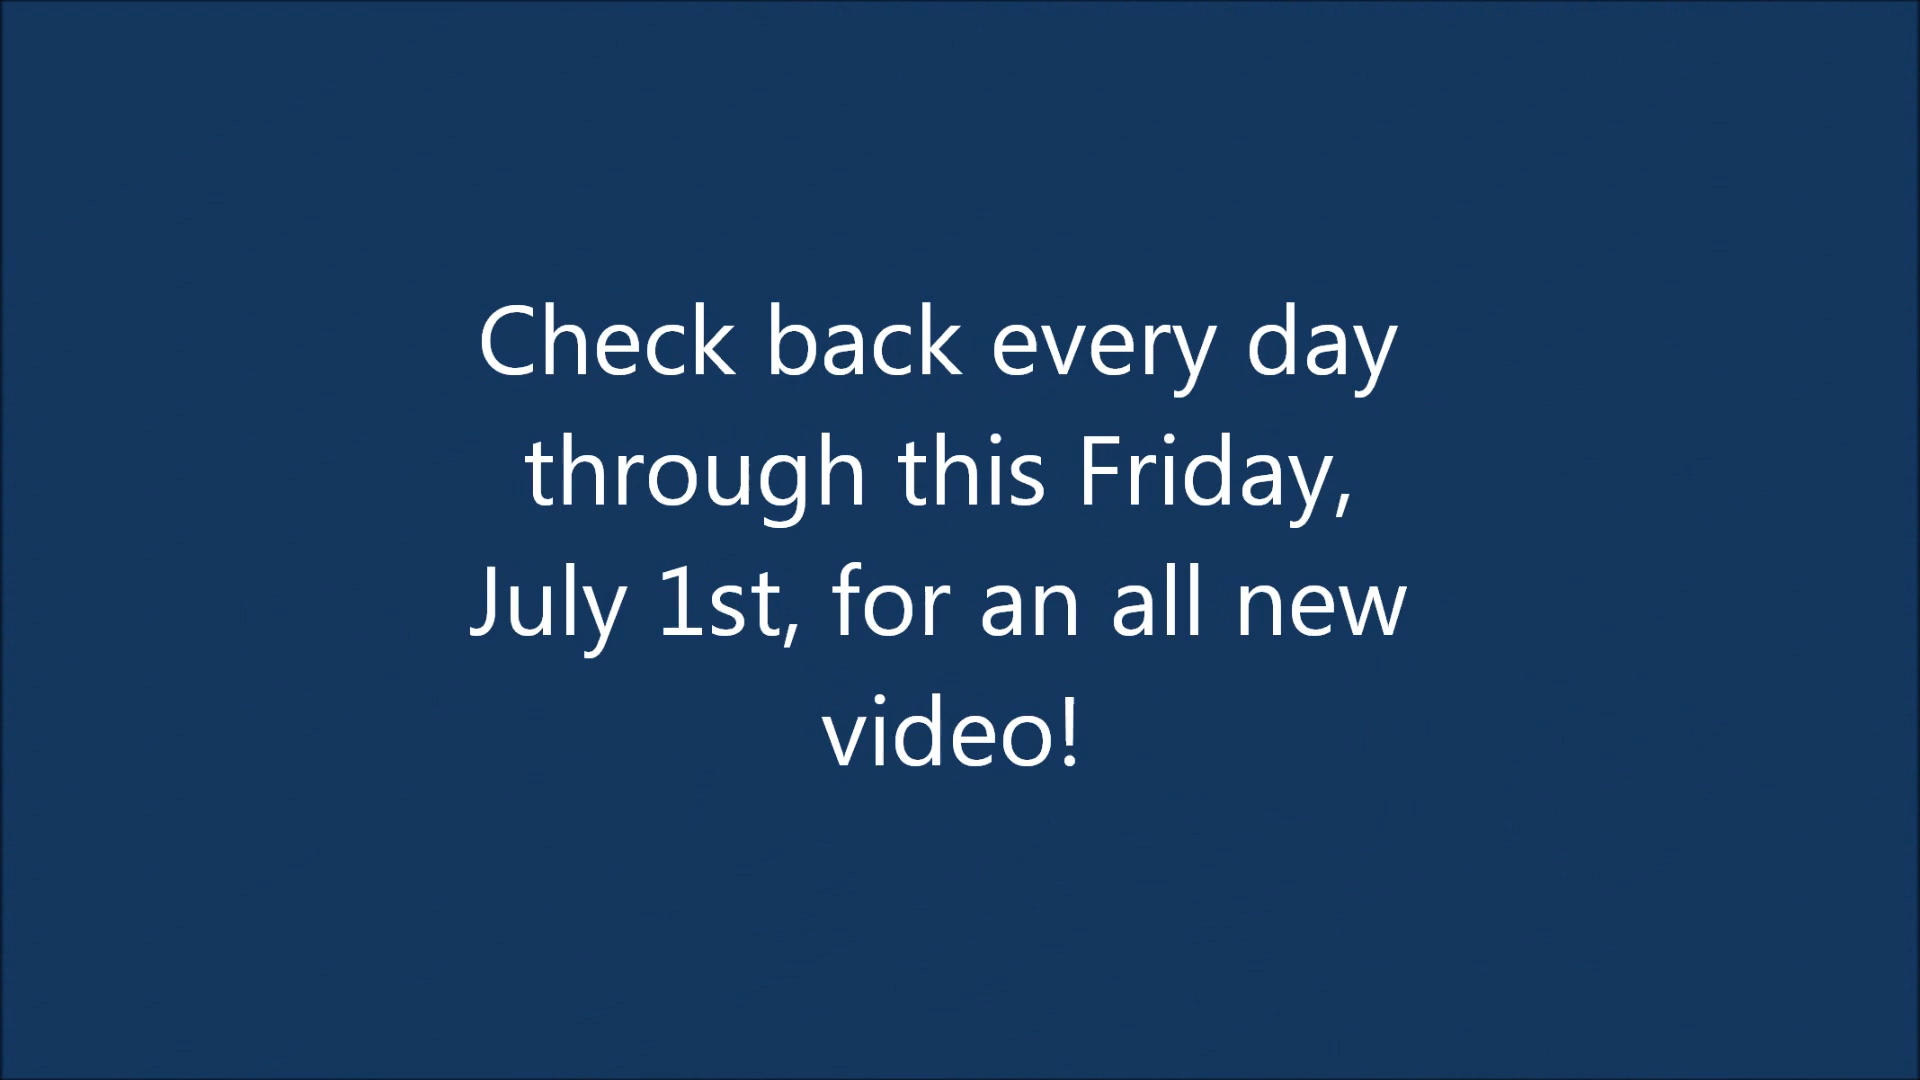 Check back every day
through this Friday,
July 1st, for an all new
video!